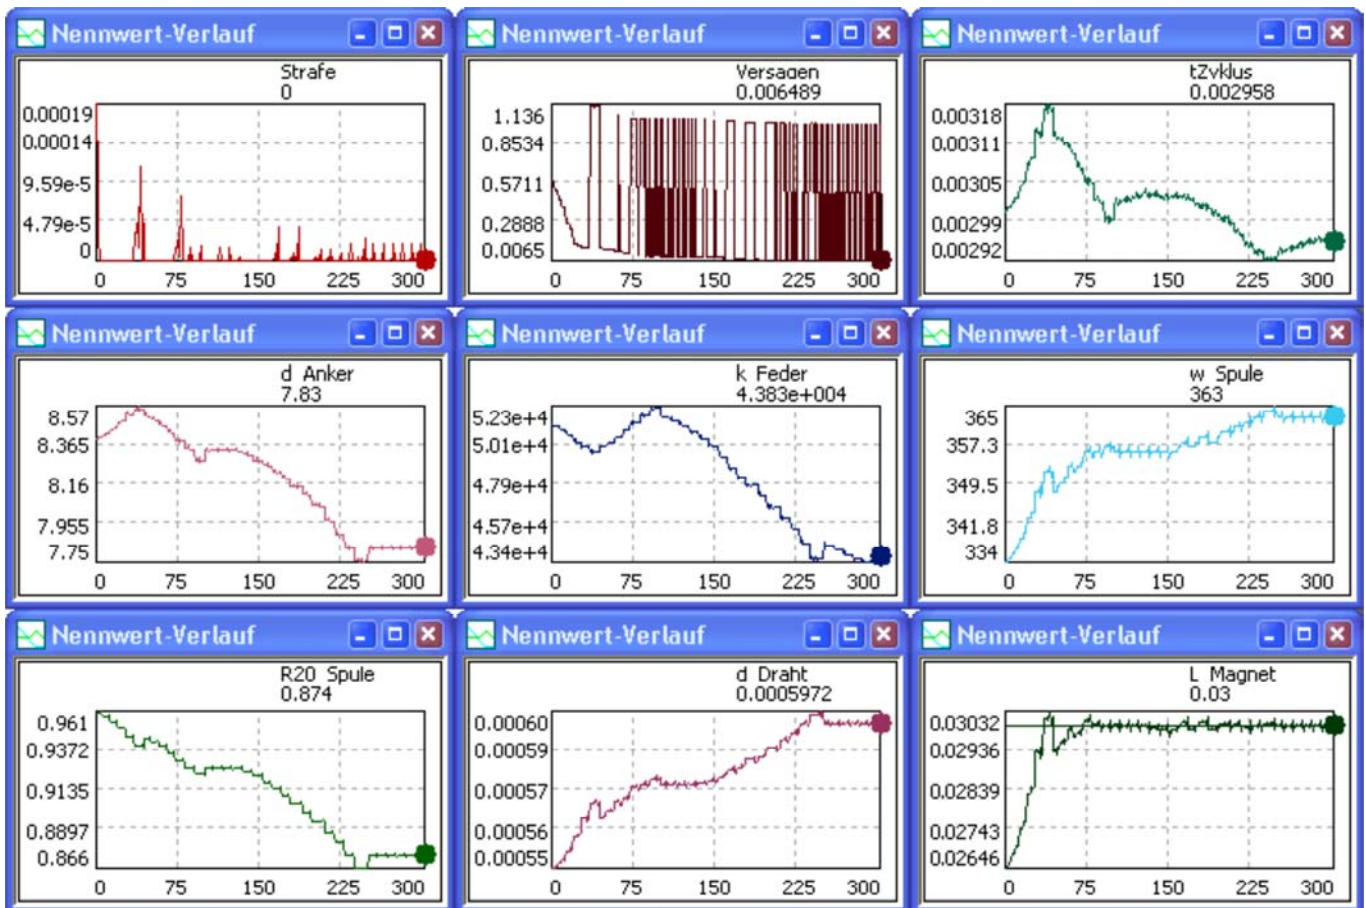 Nennwert-Verlauf
Strafe
0
0.00019
0.00014
9.59e-5
4.79e-5
0
0 75 150 225 300
Nennwert-Verlauf
Versagen
0.006489
1.136
0.8534
0.5711
0.2888
0.0065
0 75 150 225 300
Nennwert-Verlauf
tZyklus
0.002958
0.00318
0.00311
0.00305
0.00299
0.00292
0 75 150 225 300
Nennwert-Verlauf
d Anker
7.83
8.57
8.365
8.16
7.955
7.75
0 75 150 225 300
Nennwert-Verlauf
k Feder
4.383e+004
5.23e+4
5.01e+4
4.79e+4
4.57e+4
4.34e+4
0 75 150 225 300
Nennwert-Verlauf
w Spule
363
365
357.3
349.5
341.8
334
0 75 150 225 300
Nennwert-Verlauf
R20 Spule
0.874
0.961
0.9372
0.9135
0.8897
0.866
0 75 150 225 300
Nennwert-Verlauf
d Draht
0.0005972
0.00060
0.00059
0.00057
0.00056
0.00055
0 75 150 225 300
Nennwert-Verlauf
L Magnet
0.03
0.03032
0.02936
0.02839
0.02743
0.02646
0 75 150 225 300